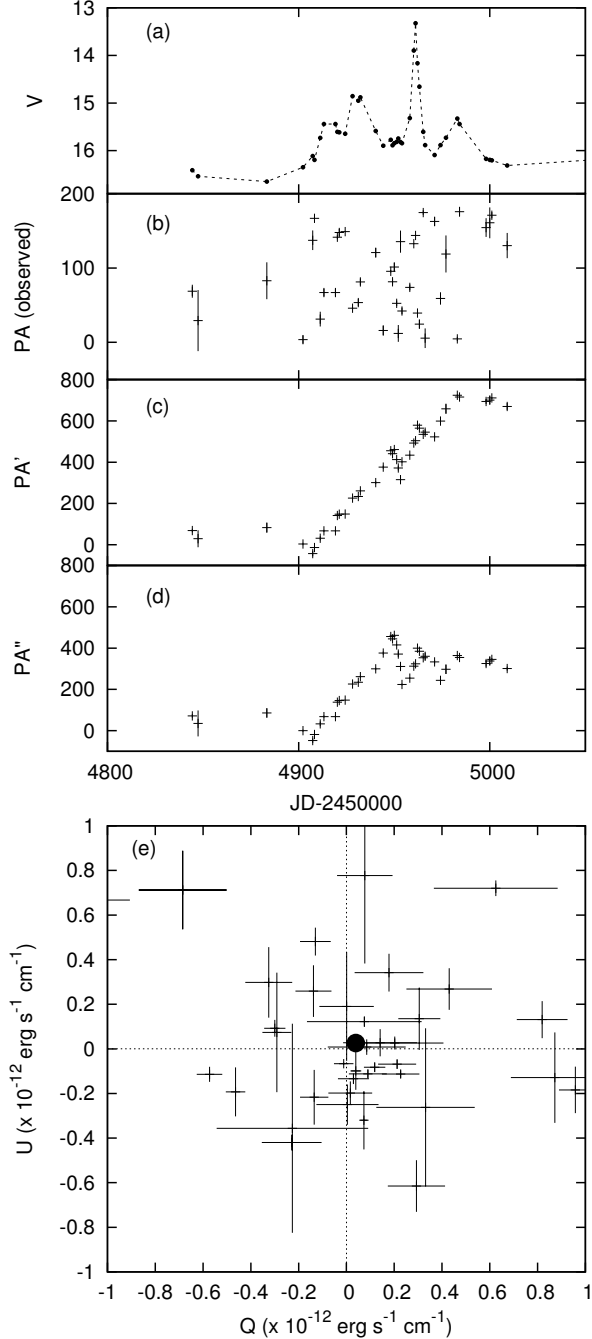 13
(a)
14
V
15
16
200
(b)
PA (observed)
100
0
800
(c)
600
PA'
400
200
0
800
(d)
600
PA"
400
200
0
4800 4900 5000
JD-2450000
1
(e)
0.8
0.6
0.4
0.2
U (x 10-12 erg s-1 cm-1)
0
-0.2
-0.4
-0.6
-0.8
-1
-1 -0.8 -0.6 -0.4 -0.2 0 0.2 0.4 0.6 0.8 1
Q (x 10-12 erg s-1 cm-1)